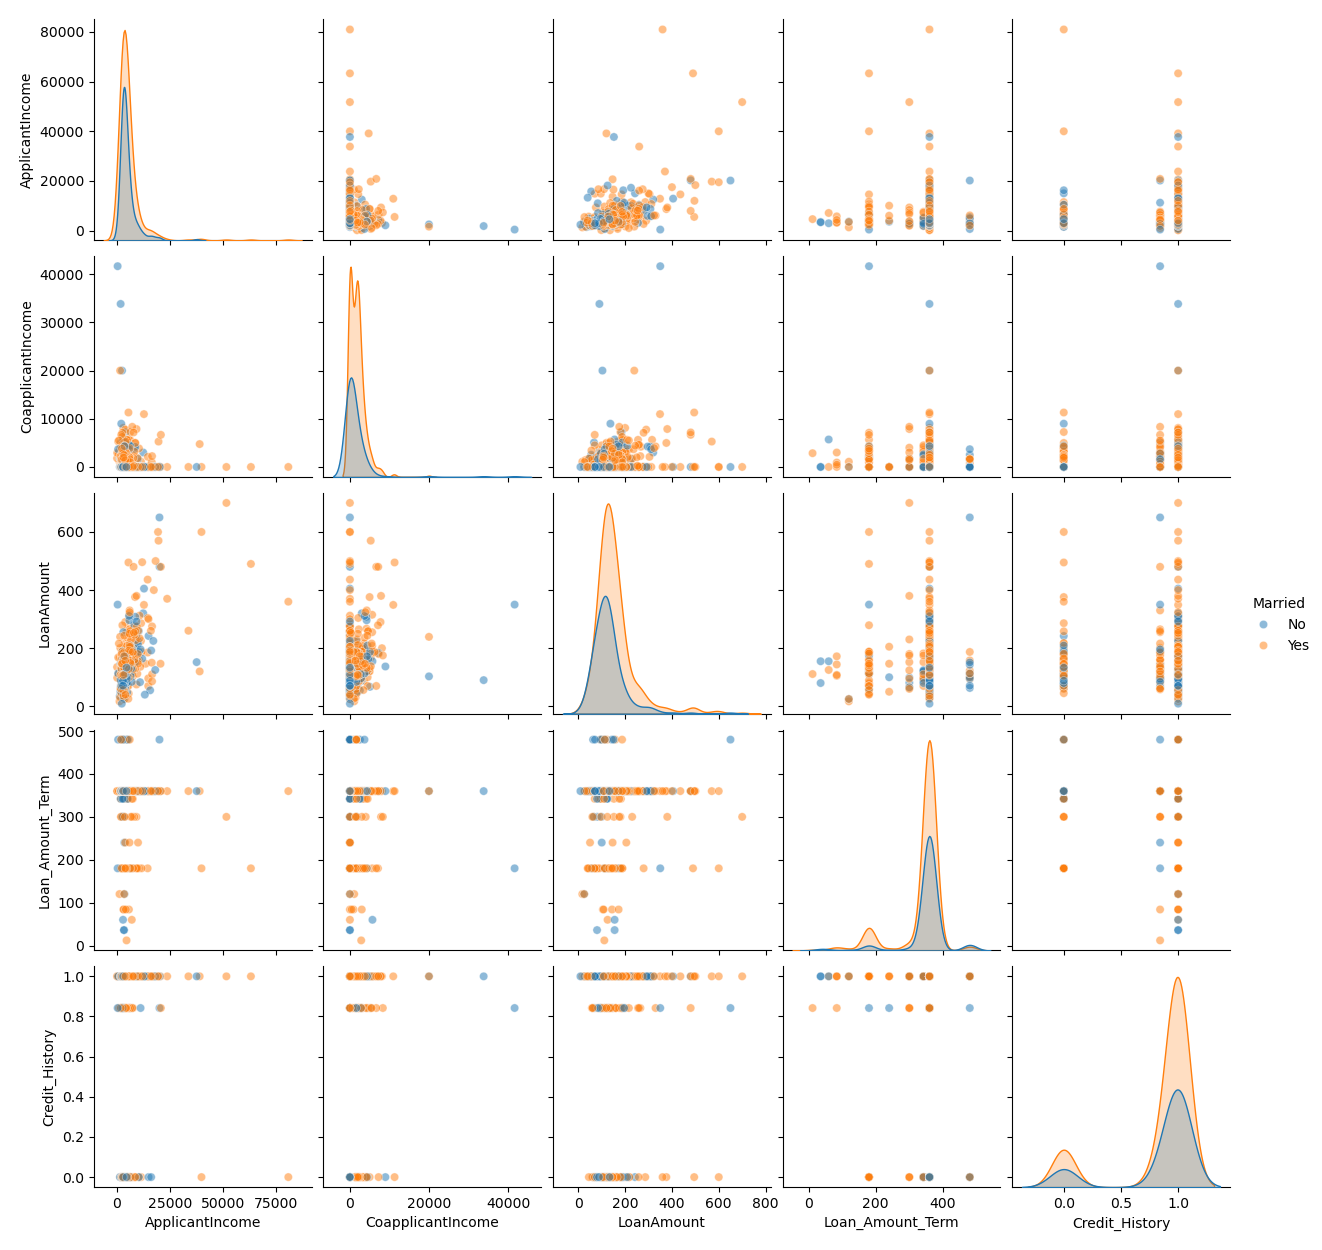 80000
60000
40000
20000
0
ApplicantIncome
40000
30000
20000
10000
0
CoapplicantIncome
600
400
200
0
LoanAmount
Married
No
Yes
500
400
300
200
100
0
Loan_Amount_Term
1.0
0.8
0.6
0.4
0.2
0.0
Credit_History
0 25000 50000 75000
ApplicantIncome
0 20000 40000
CoapplicantIncome
0 200 400 600 800
LoanAmount
0 200 400
Loan_Amount_Term
0.0 0.5 1.0
Credit_History